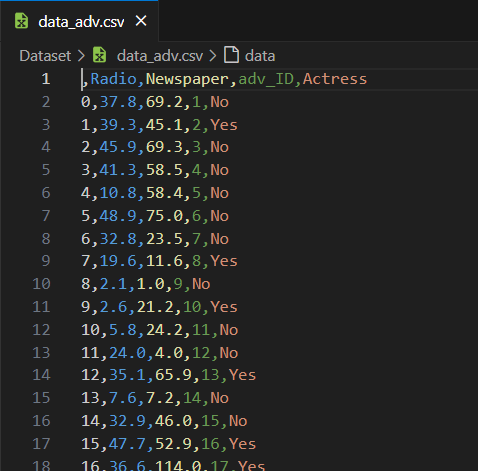 data_adv.csv
Dataset > data_adv.csv > data
1 ,Radio,Newspaper,adv_ID,Actress
2 0,37.8,69.2,1,No
3 1,39.3,45.1,2,Yes
4 2,45.9,69.3,3,No
5 3,41.3,58.5,4,No
6 4,10.8,58.4,5,No
7 5,48.9,75.0,6,No
8 6,32.8,23.5,7,No
9 7,19.6,11.6,8,Yes
10 8,2.1,1.0,9,No
11 9,2.6,21.2,10,Yes
12 10,5.8,24.2,11,No
13 11,24.0,4.0,12,No
14 12,35.1,65.9,13,Yes
15 13,7.6,7.2,14,No
16 14,32.9,46.0,15,No
17 15,47.7,52.9,16,Yes
18 16,36.6,114.0,17,Yes